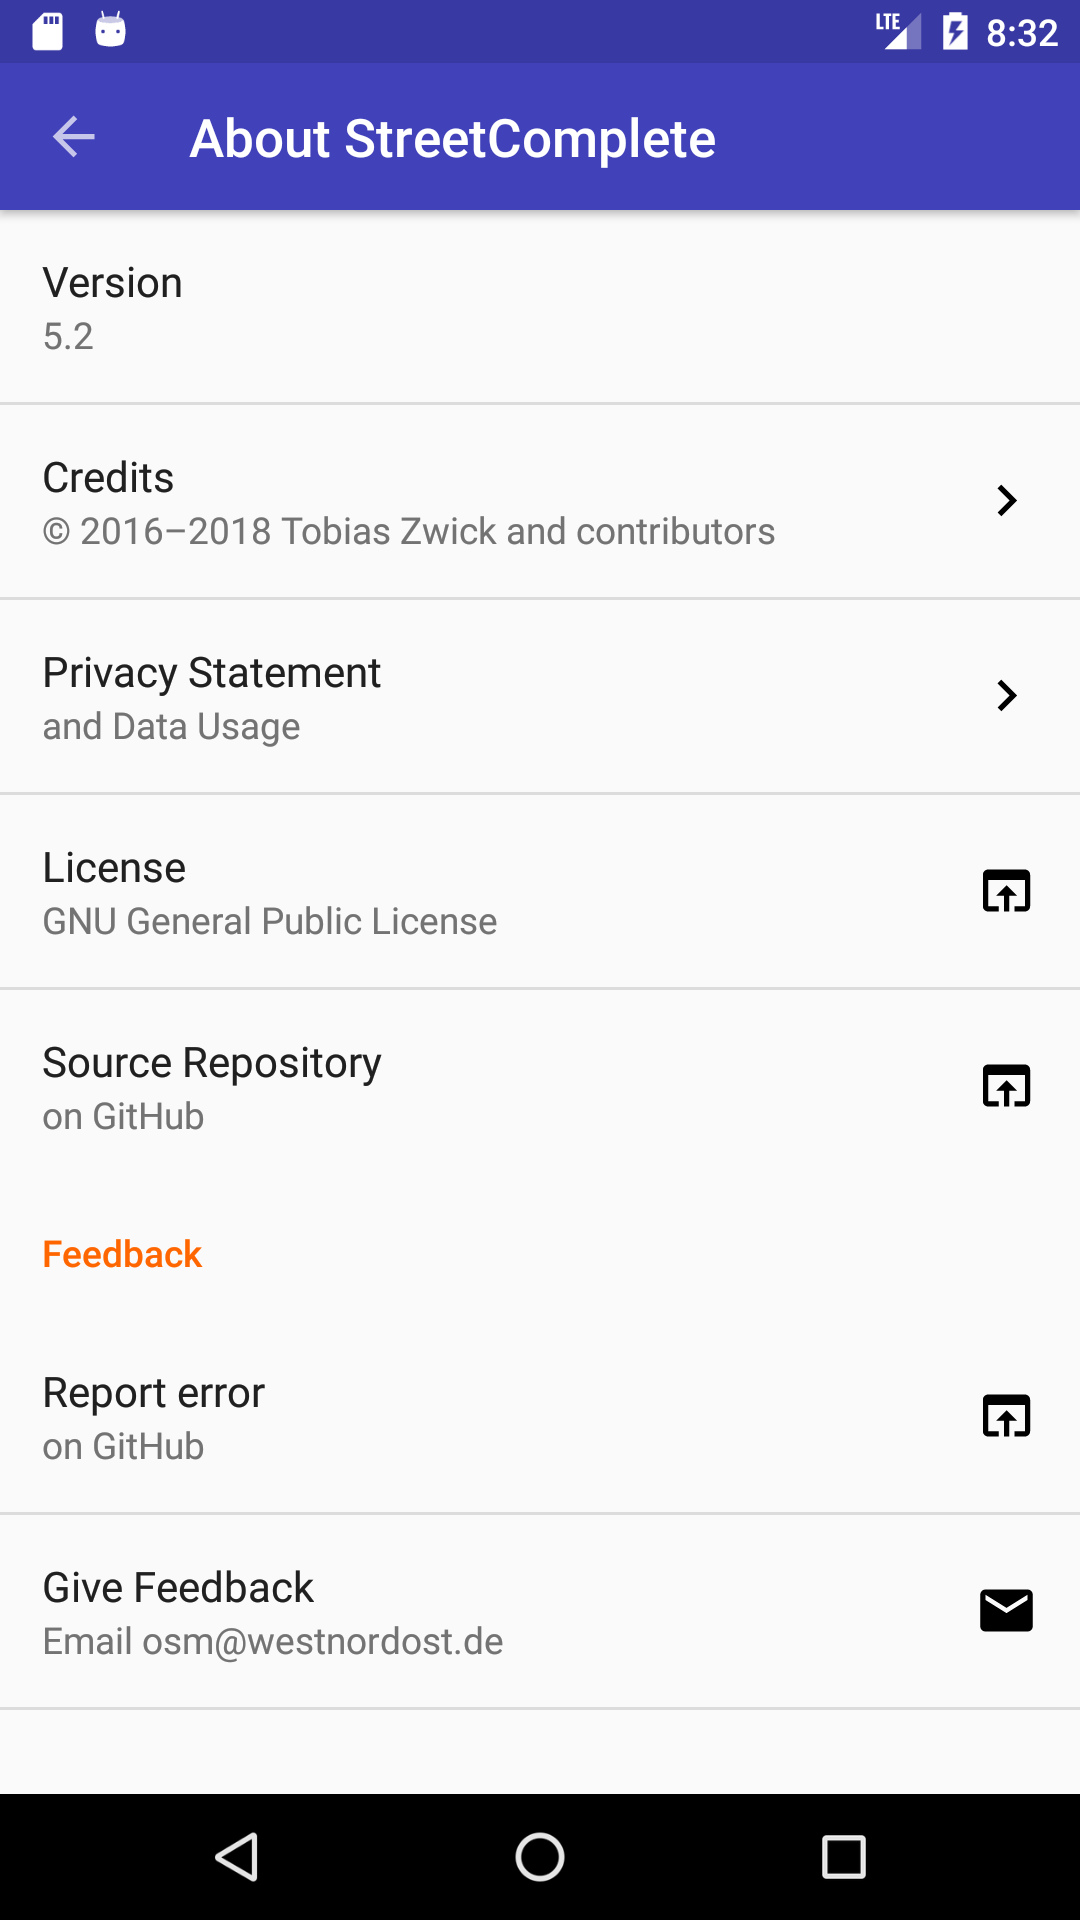 LTE 8:32
About StreetComplete
Version
5.2
Credits
© 2016–2018 Tobias Zwick and contributors
Privacy Statement
and Data Usage
License
GNU General Public License
Source Repository
on GitHub
Feedback
Report error
on GitHub
Give Feedback
Email osm@westnordost.de